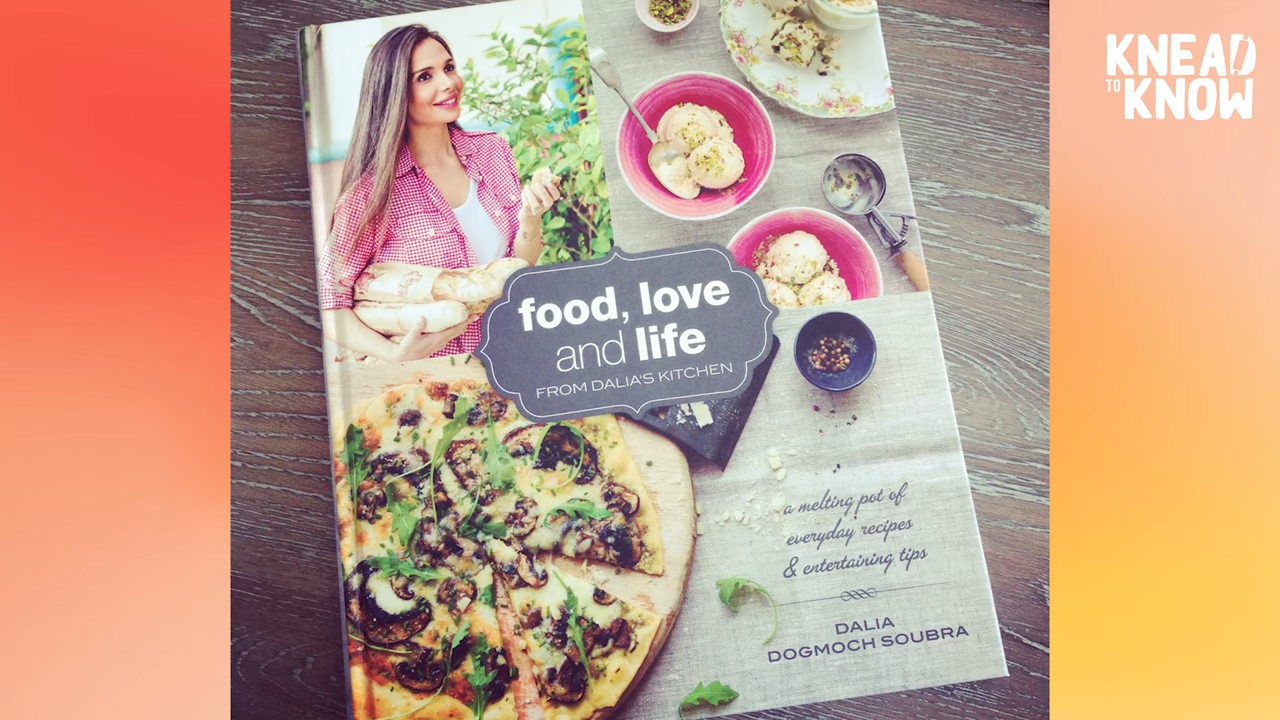 KNEAD
TO
KNOW
food, love
and life
FROM DALIA'S KITCHEN
a melting pot of
everyday recipes
& entertaining tips
DALIA
DOGMOCH SOUBRA